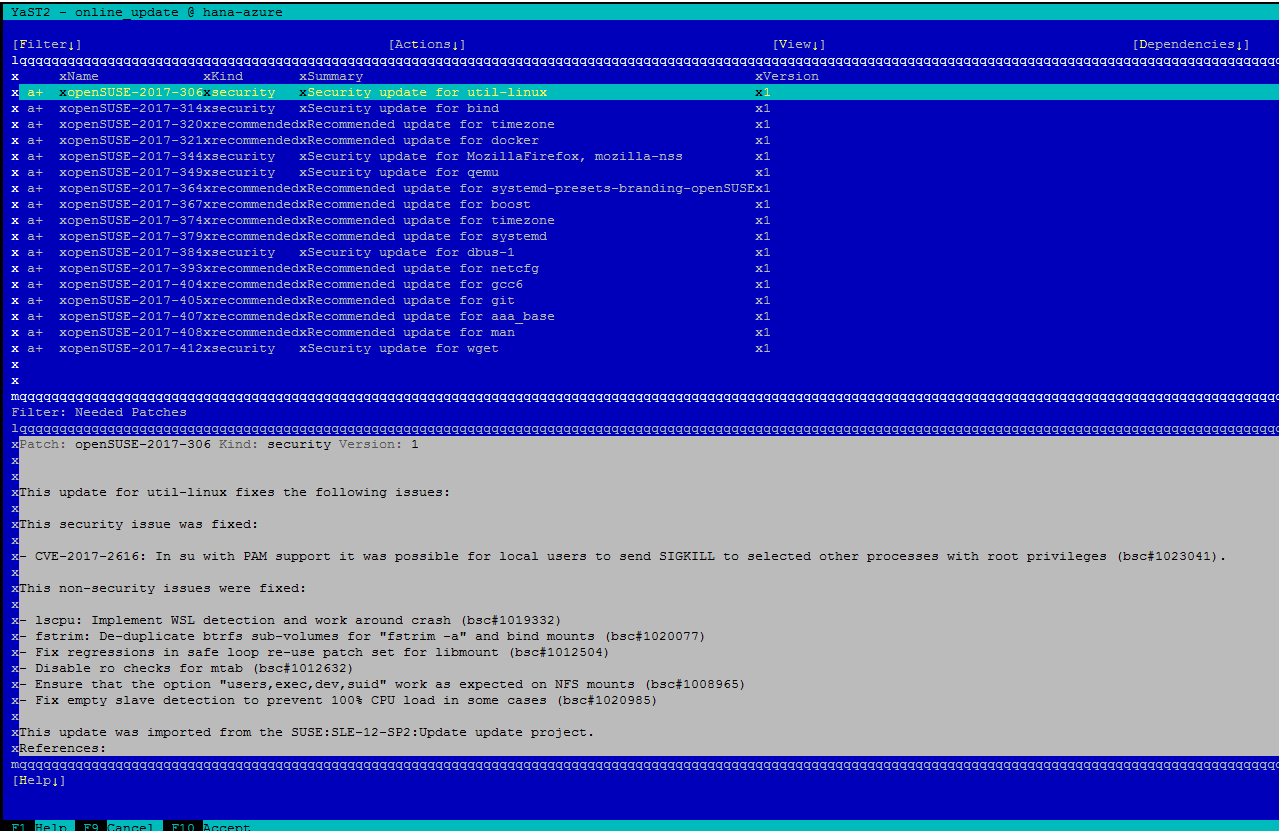 YaST2 - online_update @ hana-azure
[Filter↓] [Actions↓] [View↓] [Dependencies↓]
lqqqqqqqqqqqqqqqqqqqqqqqqqqqqqqqqqqqqqqqqqqqqqqqqqqqqqqqqqqqqqqqqqqqqqqqqqqqqqqqqqqqqqqqqqqqqqqqqqqqqqqqqqqqqqqqqqqqqqqqqqqqqqqqqqqqqqqqqqqqqqqqqqqqqqqqqqq
x xName xKind xSummary xVersion
x a+ xopenSUSE-2017-306xsecurity xSecurity update for util-linux x1
x a+ xopenSUSE-2017-314xsecurity xSecurity update for bind x1
x a+ xopenSUSE-2017-320xrecommendedxRecommended update for timezone x1
x a+ xopenSUSE-2017-321xrecommendedxRecommended update for docker x1
x a+ xopenSUSE-2017-344xsecurity xSecurity update for MozillaFirefox, mozilla-nss x1
x a+ xopenSUSE-2017-349xsecurity xSecurity update for qemu x1
x a+ xopenSUSE-2017-364xrecommendedxRecommended update for systemd-presets-branding-openSUSEx1
x a+ xopenSUSE-2017-367xrecommendedxRecommended update for boost x1
x a+ xopenSUSE-2017-374xrecommendedxRecommended update for timezone x1
x a+ xopenSUSE-2017-379xrecommendedxRecommended update for systemd x1
x a+ xopenSUSE-2017-384xsecurity xSecurity update for dbus-1 x1
x a+ xopenSUSE-2017-393xrecommendedxRecommended update for netcfg x1
x a+ xopenSUSE-2017-404xrecommendedxRecommended update for gcc6 x1
x a+ xopenSUSE-2017-405xrecommendedxRecommended update for git x1
x a+ xopenSUSE-2017-407xrecommendedxRecommended update for aaa_base x1
x a+ xopenSUSE-2017-408xrecommendedxRecommended update for man x1
x a+ xopenSUSE-2017-412xsecurity xSecurity update for wget x1
x
x
mqqqqqqqqqqqqqqqqqqqqqqqqqqqqqqqqqqqqqqqqqqqqqqqqqqqqqqqqqqqqqqqqqqqqqqqqqqqqqqqqqqqqqqqqqqqqqqqqqqqqqqqqqqqqqqqqqqqqqqqqqqqqqqqqqqqqqqqqqqqqqqqqqqqqqqqqqq
Filter: Needed Patches
lqqqqqqqqqqqqqqqqqqqqqqqqqqqqqqqqqqqqqqqqqqqqqqqqqqqqqqqqqqqqqqqqqqqqqqqqqqqqqqqqqqqqqqqqqqqqqqqqqqqqqqqqqqqqqqqqqqqqqqqqqqqqqqqqqqqqqqqqqqqqqqqqqqqqqqqqqq
xPatch: openSUSE-2017-306 Kind: security Version: 1
x
x
xThis update for util-linux fixes the following issues:
x
xThis security issue was fixed:
x
x- CVE-2017-2616: In su with PAM support it was possible for local users to send SIGKILL to selected other processes with root privileges (bsc#1023041).
x
xThis non-security issues were fixed:
x
x- lscpu: Implement WSL detection and work around crash (bsc#1019332)
x- fstrim: De-duplicate btrfs sub-volumes for "fstrim -a" and bind mounts (bsc#1020077)
x- Fix regressions in safe loop re-use patch set for libmount (bsc#1012504)
x- Disable ro checks for mtab (bsc#1012632)
x- Ensure that the option "users,exec,dev,suid" work as expected on NFS mounts (bsc#1008965)
x- Fix empty slave detection to prevent 100% CPU load in some cases (bsc#1020985)
x
xThis update was imported from the SUSE:SLE-12-SP2:Update update project.
xReferences:
mqqqqqqqqqqqqqqqqqqqqqqqqqqqqqqqqqqqqqqqqqqqqqqqqqqqqqqqqqqqqqqqqqqqqqqqqqqqqqqqqqqqqqqqqqqqqqqqqqqqqqqqqqqqqqqqqqqqqqqqqqqqqqqqqqqqqqqqqqqqqqqqqqqqqqqqqqq
[Help↓]
F1 Help F9 Cancel F10 Accept